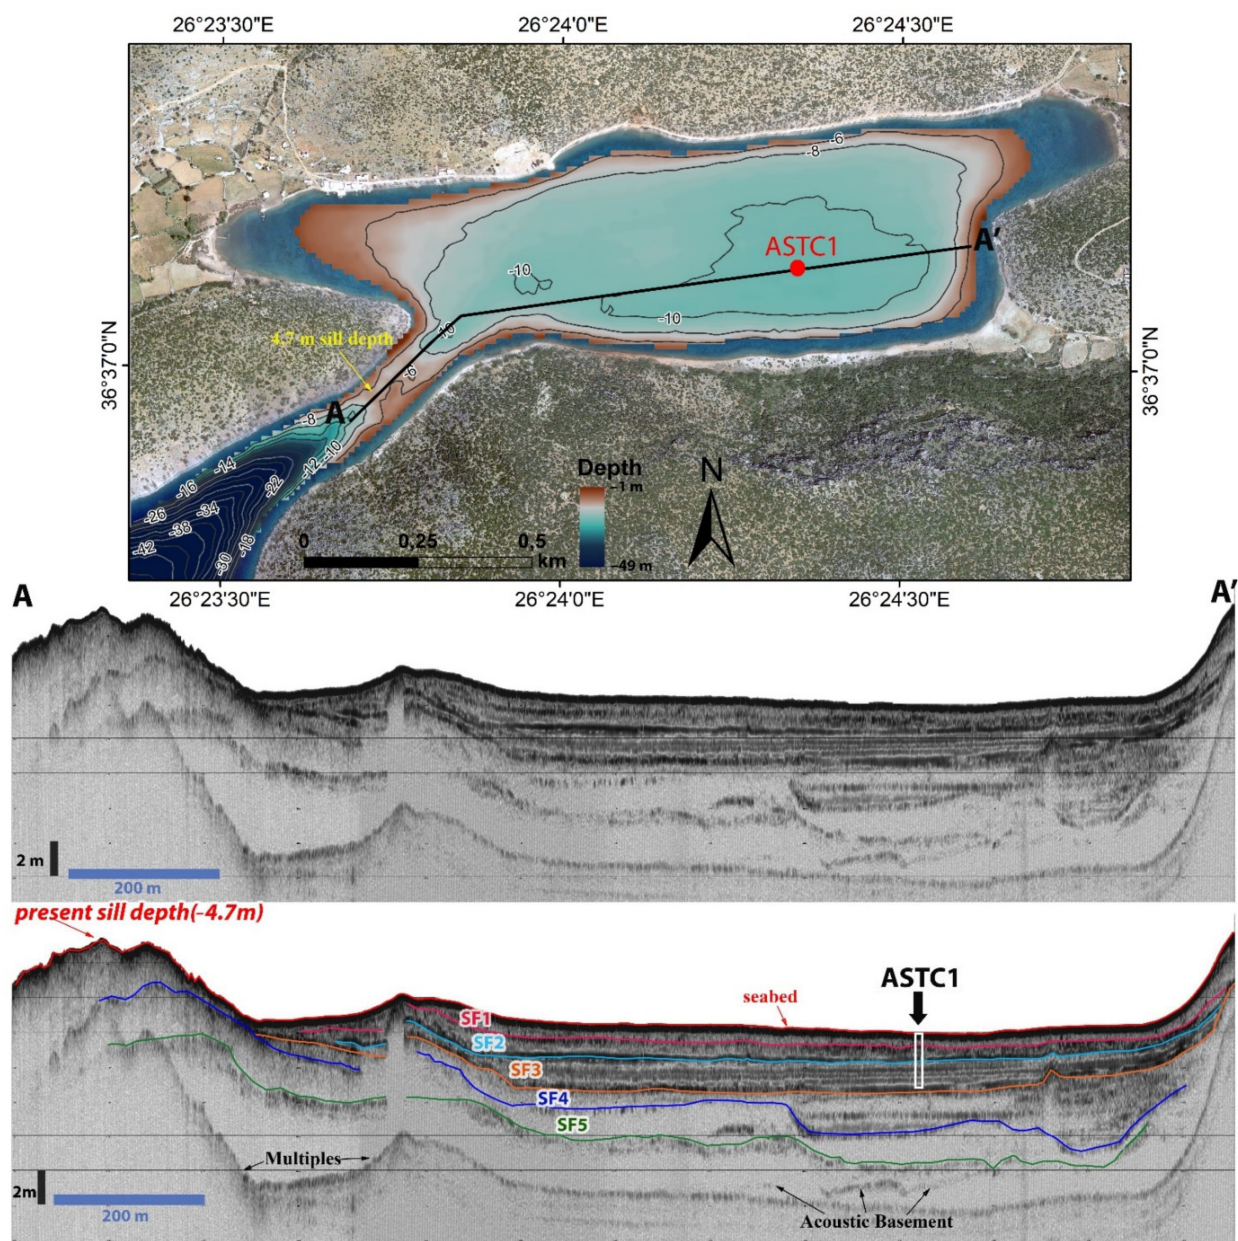 26°23'30"E 26°24'0"E 26°24'30"E
-6
-8
ASTC1
A'
-10
-10
-10
4.7 m sill depth
36°37'0"N
36°37'0"N
-6
A
-8
-10
-12
-14
-16
-22
-26
-34
-38
-42
-18
-30
Depth
-1 m
-49 m
N
0 0,25 0,5
km
26°23'30"E 26°24'0"E 26°24'30"E
A A'
2 m
200 m
present sill depth(-4.7m)
ASTC1
seabed
SF1
SF2
SF3
SF4
SF5
Multiples
2m
200 m
Acoustic Basement